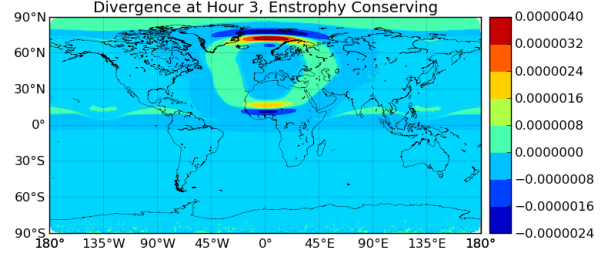 Divergence at Hour 3, Enstrophy Conserving
90°N
60°N
30°N
0°
30°S
60°S
90°S
180° 135°W 90°W 45°W 0° 45°E 90°E 135°E 180°
0.0000040
0.0000032
0.0000024
0.0000016
0.0000008
0.0000000
−0.0000008
−0.0000016
−0.0000024